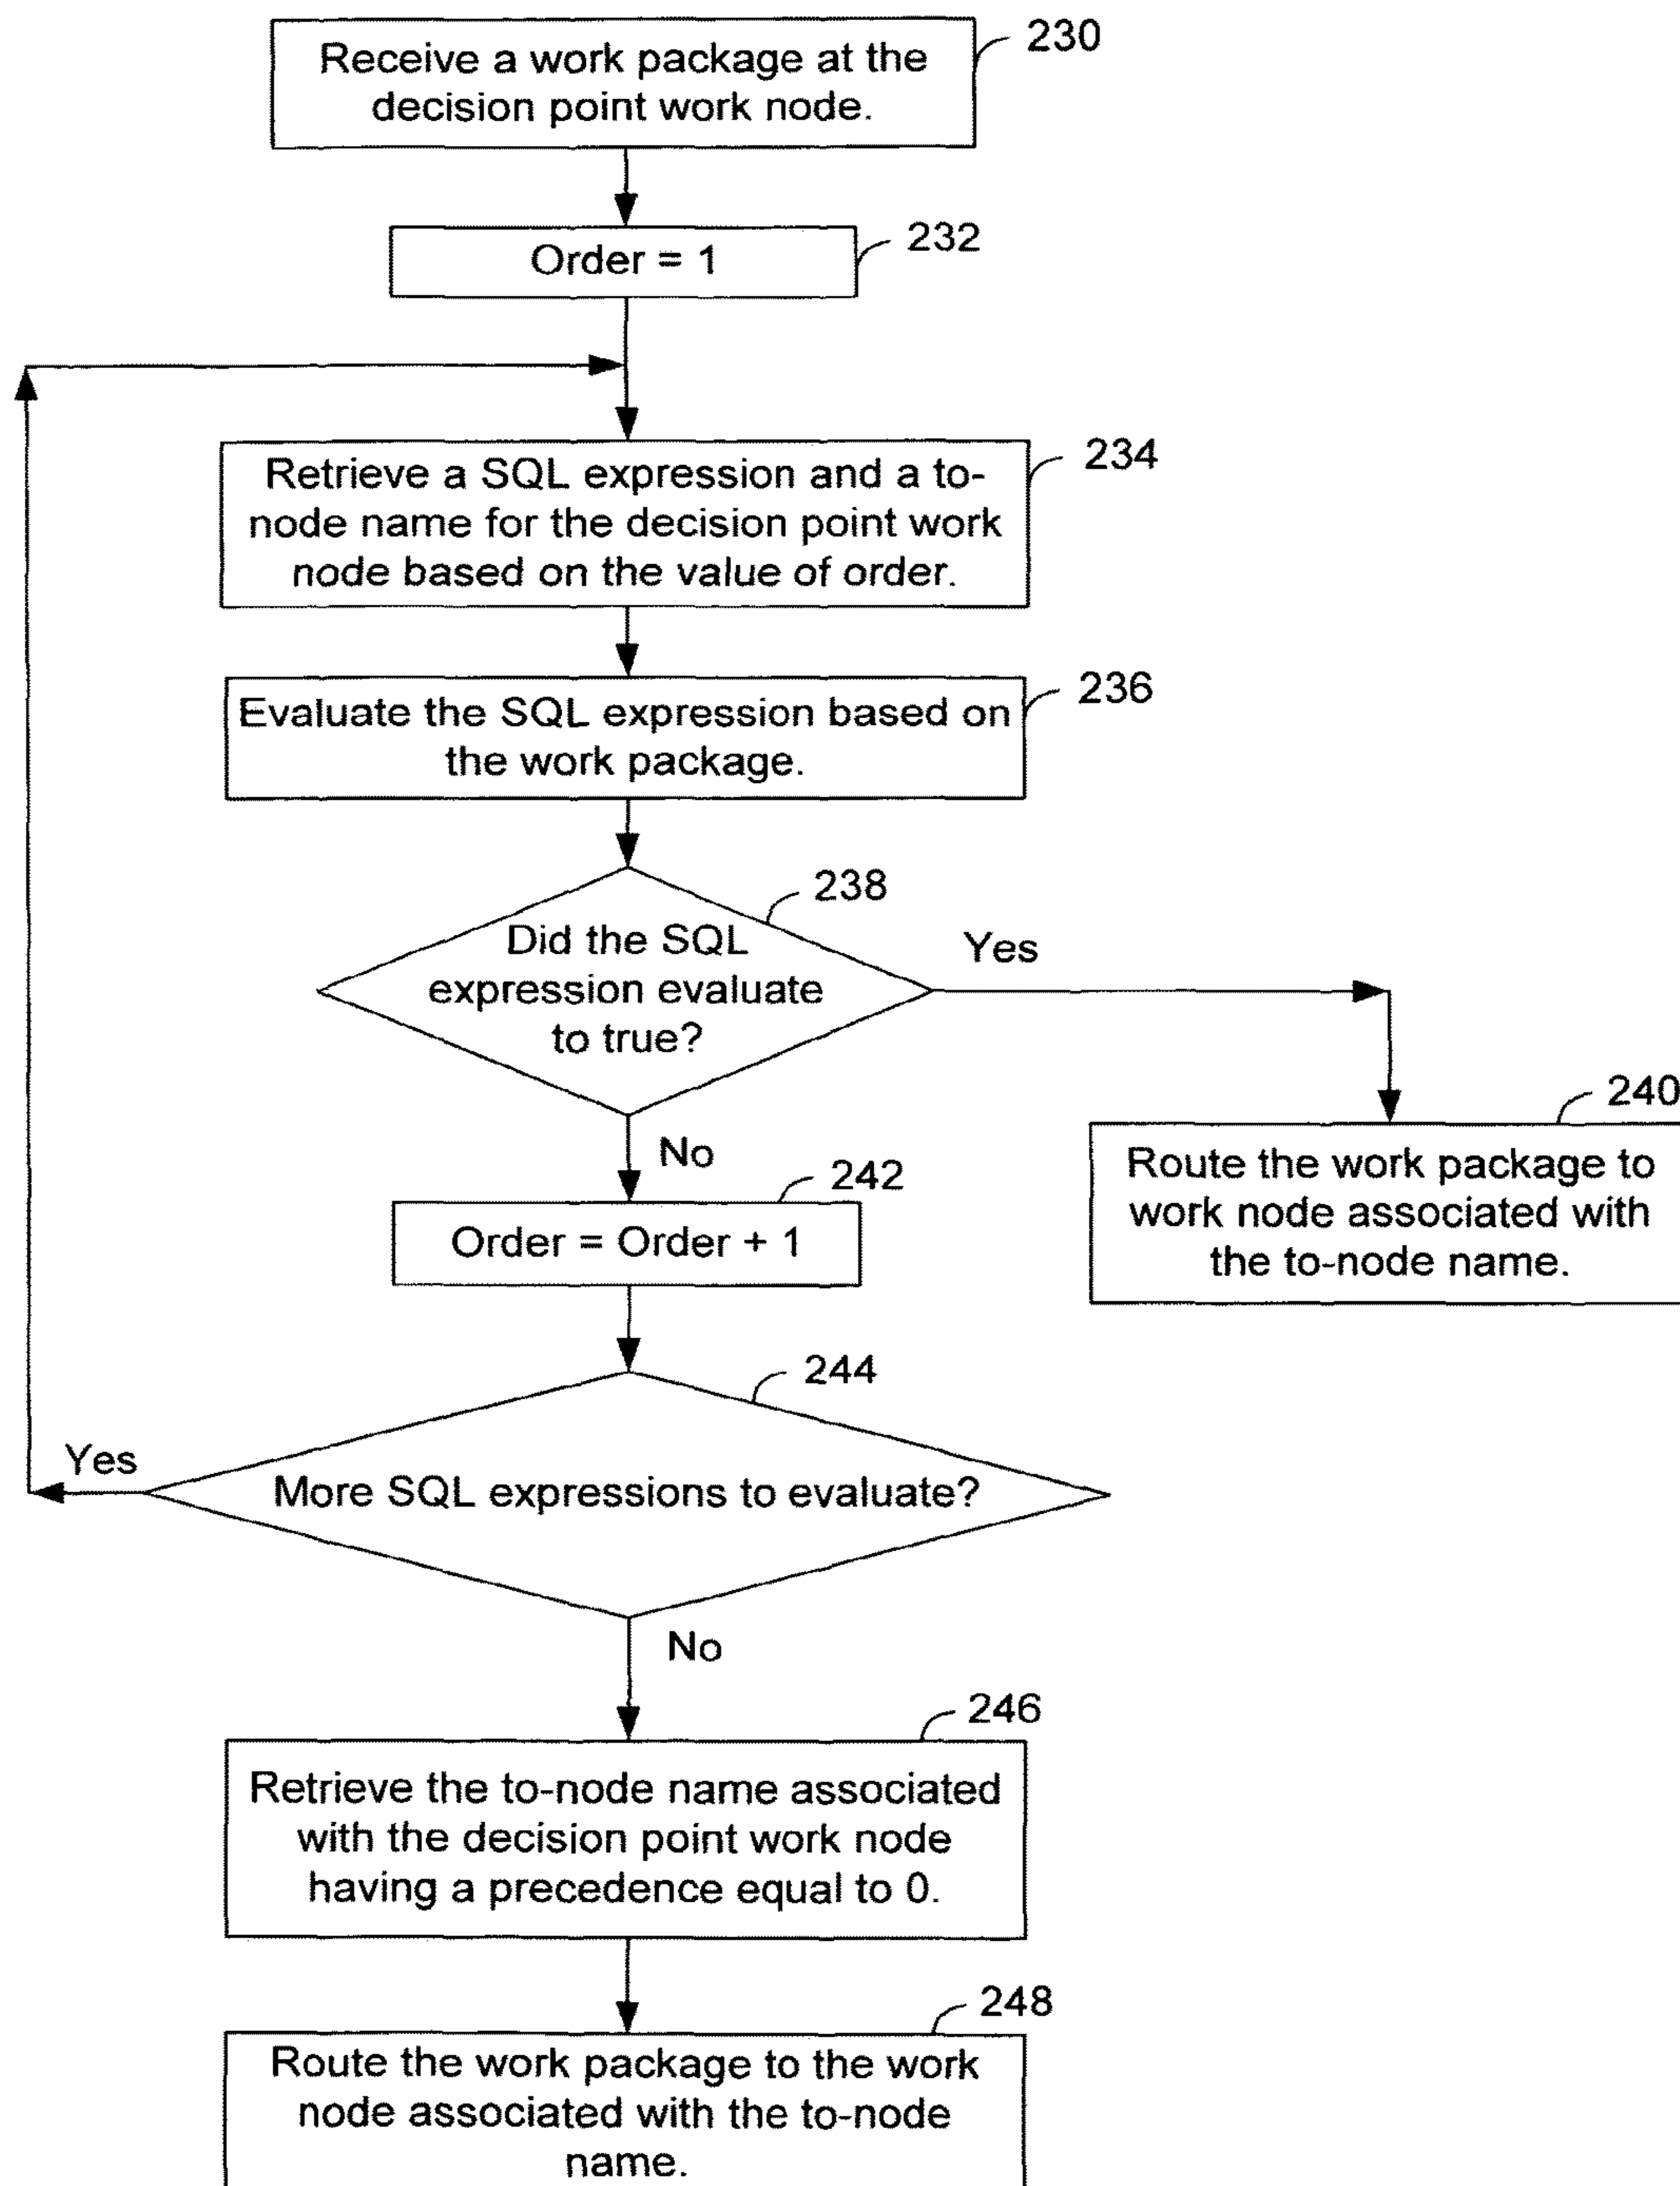 Receive a work package at the
decision point work node.
230
Order = 1
232
Retrieve a SQL expression and a to-
node name for the decision point work
node based on the value of order.
234
Evaluate the SQL expression based on
the work package.
236
Did the SQL
expression evaluate
to true?
238
Yes
No
Route the work package to
work node associated with
the to-node name.
240
Order = Order + 1
242
More SQL expressions to evaluate?
244
Yes
No
Retrieve the to-node name associated
with the decision point work node
having a precedence equal to 0.
246
Route the work package to the work
node associated with the to-node
name.
248